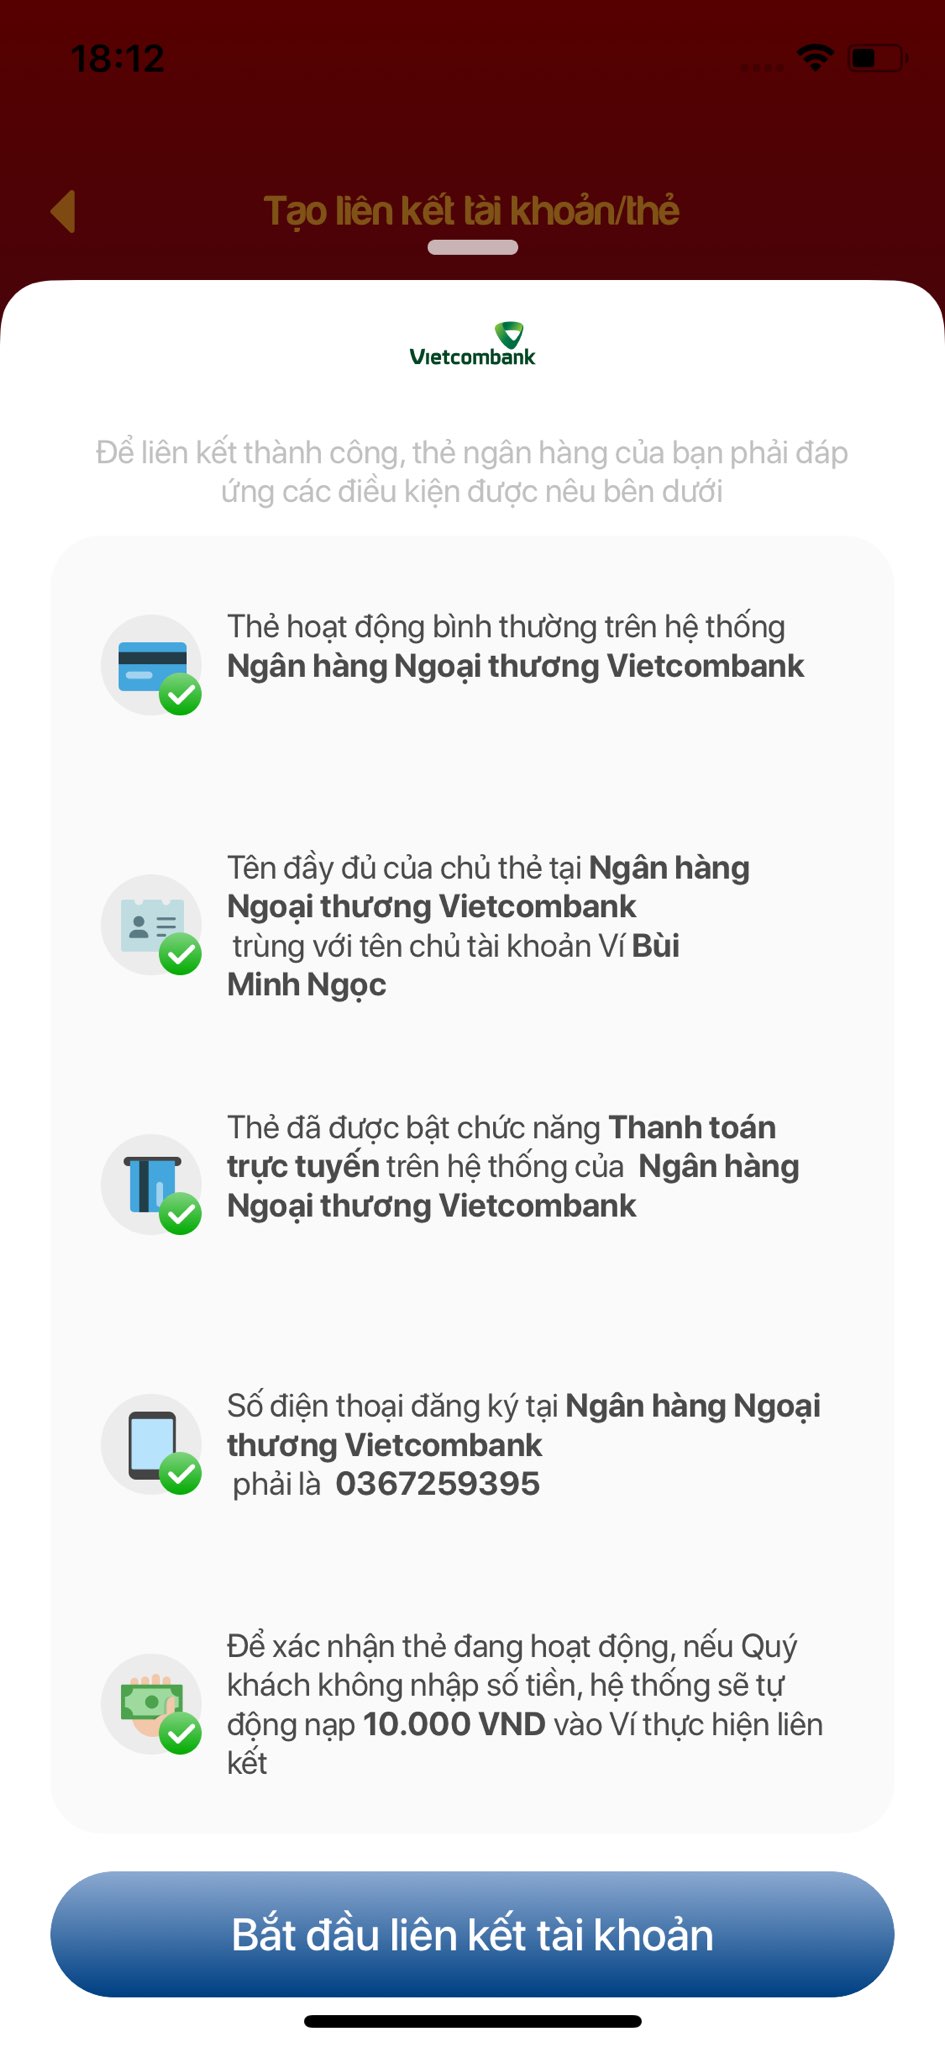 18:12
Tạo liên kết tài khoản/thẻ
Vietcombank
Để liên kết thành công, thẻ ngân hàng của bạn phải đáp
ứng các điều kiện được nêu bên dưới
Thẻ hoạt động bình thường trên hệ thống
Ngân hàng Ngoại thương Vietcombank
Tên đầy đủ của chủ thẻ tại Ngân hàng
Ngoại thương Vietcombank
trùng với tên chủ tài khoản Ví Bùi
Minh Ngọc
Thẻ đã được bật chức năng Thanh toán
trực tuyến trên hệ thống của Ngân hàng
Ngoại thương Vietcombank
Số điện thoại đăng ký tại Ngân hàng Ngoại
thương Vietcombank
phải là 0367259395
Để xác nhận thẻ đang hoạt động, nếu Quý
khách không nhập số tiền, hệ thống sẽ tự
động nạp 10.000 VND vào Ví thực hiện liên
kết
Bắt đầu liên kết tài khoản